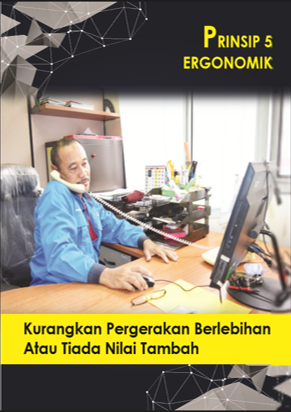 PRINSIP 5
ERGONOMIK
Kurangkan Pergerakan Berlebihan
Atau Tiada Nilai Tambah